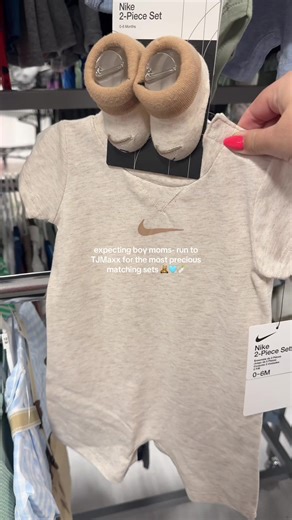 Nike
2-Piece Set
expecting boy moms- run to
TJMaxx for the most precious
matching sets 🧸🩵🍼
Nike
2-Piece Set
0-6M